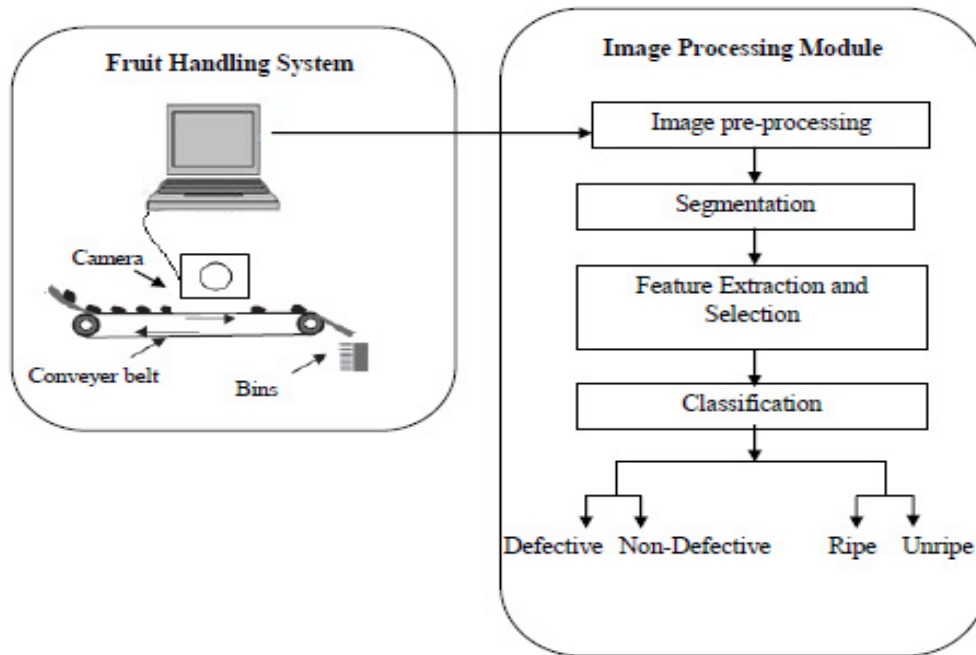 Fruit Handling System
Camera
Conveyer belt
Bins
Image Processing Module
Image pre-processing
Segmentation
Feature Extraction and
Selection
Classification
Defective Non-Defective Ripe Unripe